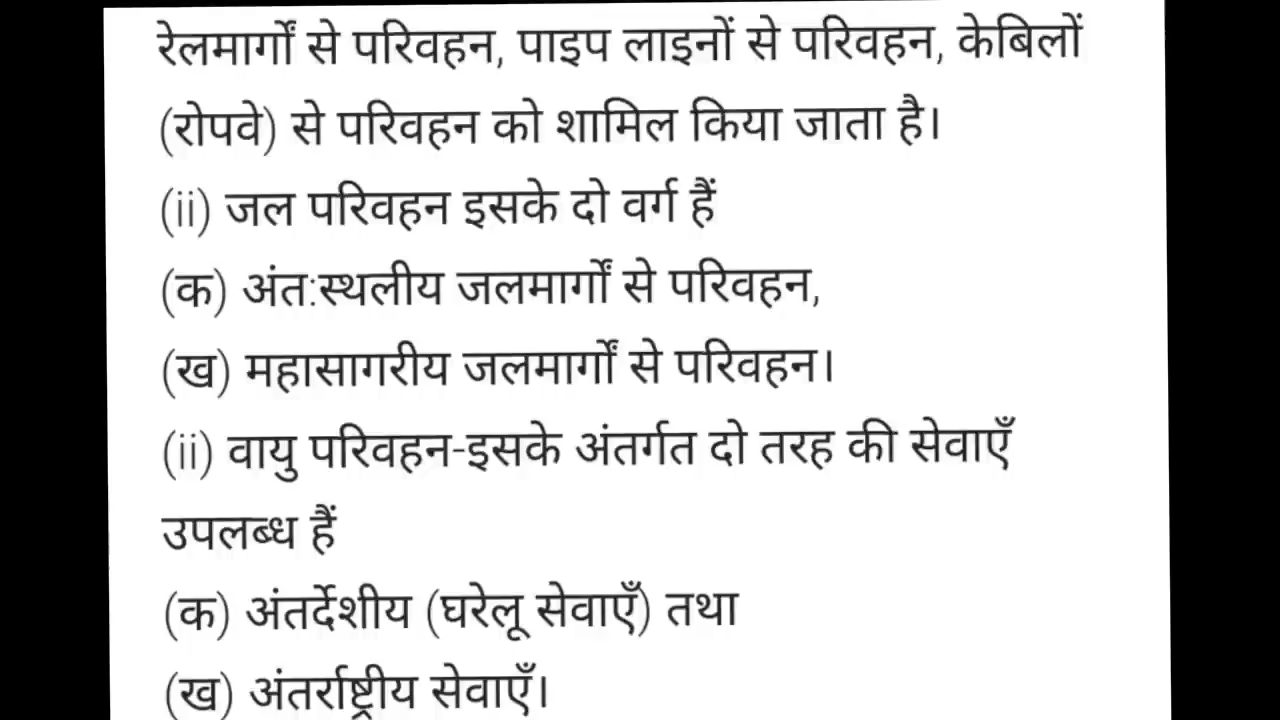 रेलमार्गों से परिवहन, पाइप लाइनों से परिवहन, केबिलों
(रोपवे) से परिवहन को शामिल किया जाता है।
(ii) जल परिवहन इसके दो वर्ग हैं
(क) अंत:स्थलीय जलमार्गों से परिवहन,
(ख) महासागरीय जलमार्गों से परिवहन।
(ii) वायु परिवहन-इसके अंतर्गत दो तरह की सेवाएँ
उपलब्ध हैं
(क) अंतर्देशीय (घरेलू सेवाएँ) तथा
(ख) अंतर्राष्ट्रीय सेवाएँ।